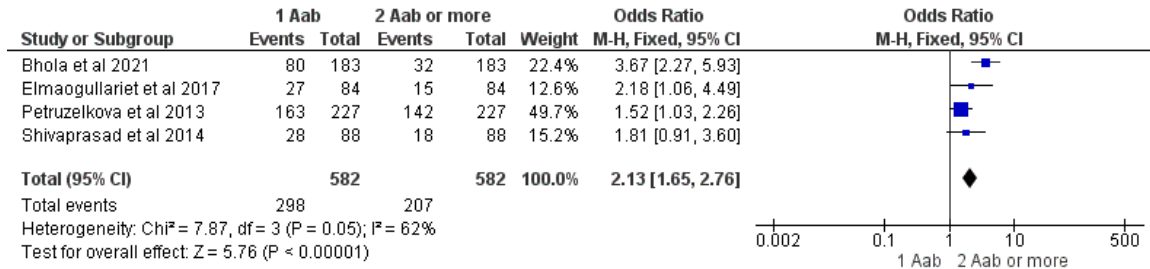 1 Aab 2 Aab or more Odds Ratio Odds Ratio
Study or Subgroup Events Total Events Total Weight M-H, Fixed, 95% CI M-H, Fixed, 95% CI
Bhola et al 2021 80 183 32 183 22.4% 3.67 [2.27, 5.93]
Elmaogullariet et al 2017 27 84 15 84 12.6% 2.18 [1.06, 4.49]
Petruzelkova et al 2013 163 227 142 227 49.7% 1.52 [1.03, 2.26]
Shivaprasad et al 2014 28 88 18 88 15.2% 1.81 [0.91, 3.60]
Total (95% CI) 582 582 100.0% 2.13 [1.65, 2.76]
Total events 298 207
Heterogeneity: Chi² = 7.87, df = 3 (P = 0.05); I² = 62%
Test for overall effect: Z = 5.76 (P < 0.00001)
0.002 0.1 1 10 500
1 Aab 2 Aab or more